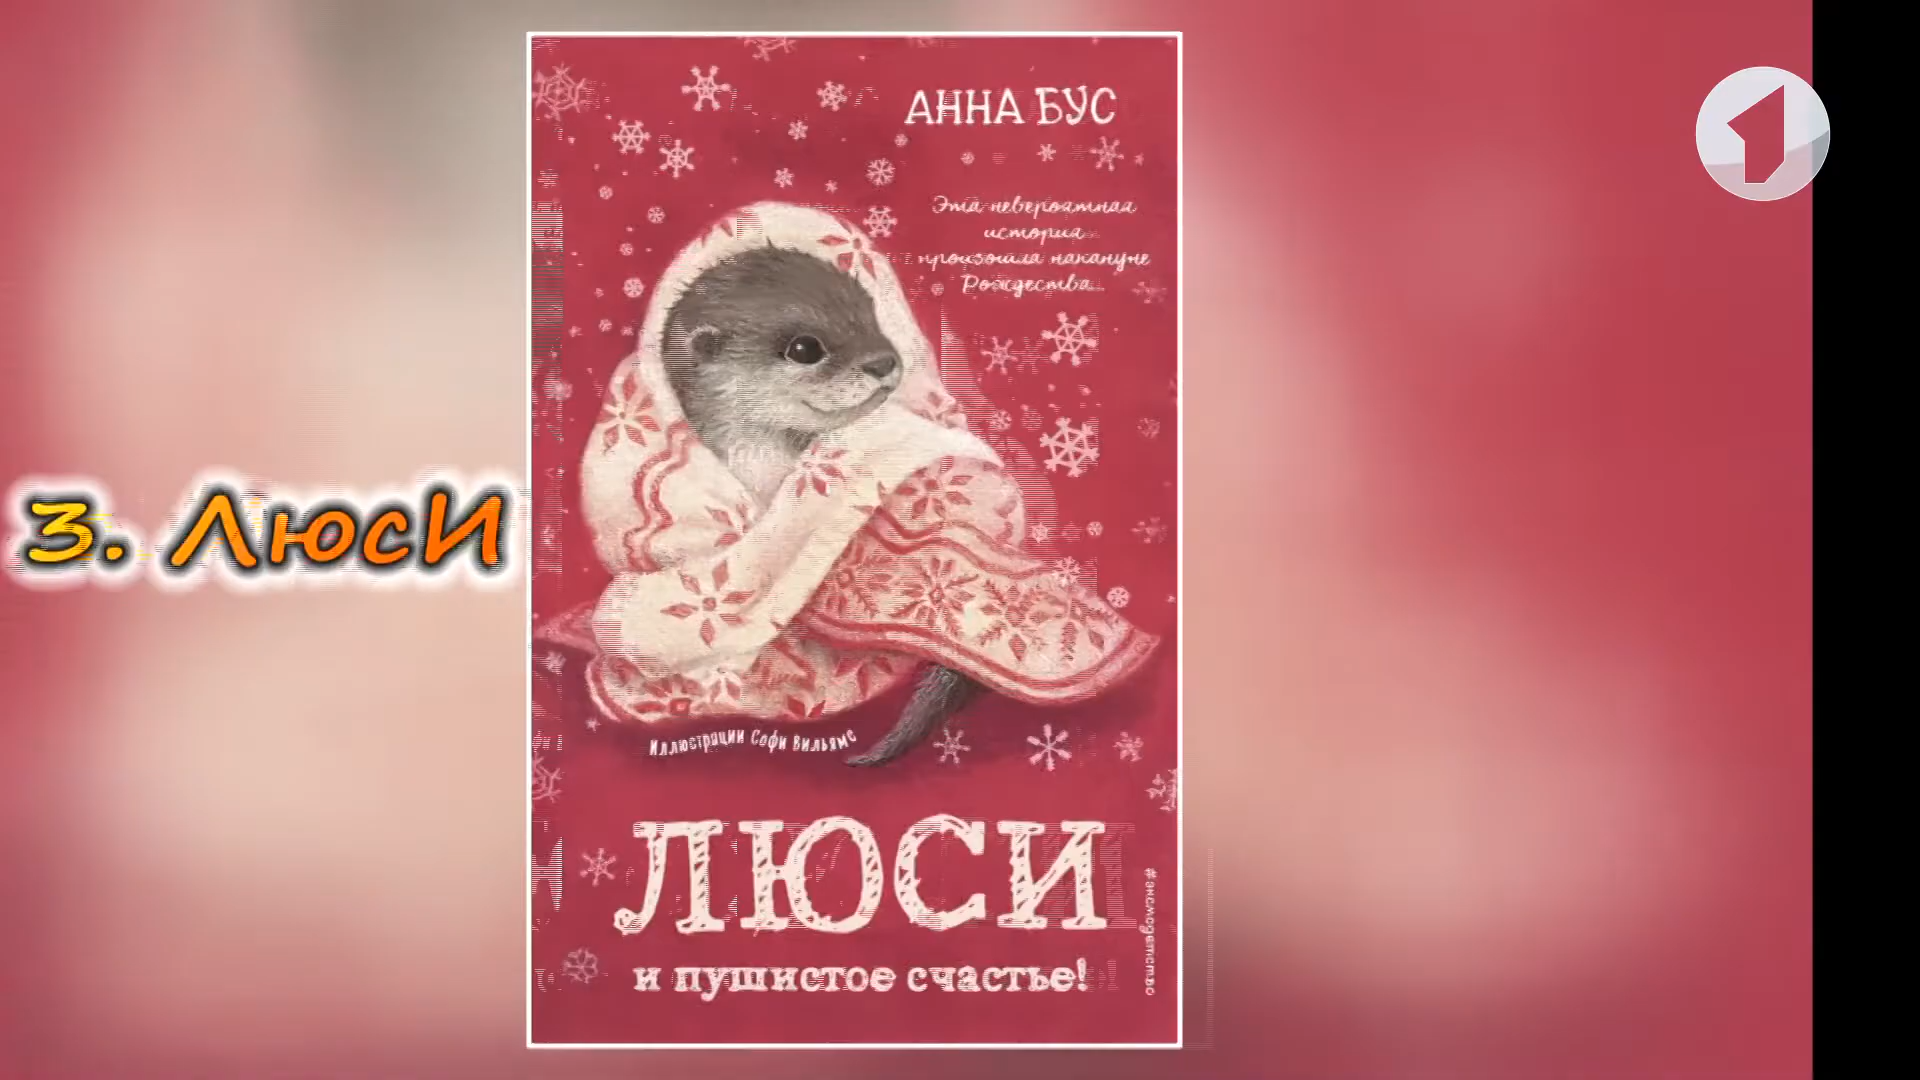 АННА БУС
Эта невероятная
история
произошла накануне
Рождества...
3. ЛюсИ
Иллюстрации Софи Вильямс
ЛЮСИ
и пушистое счастье!
#эксмодетство